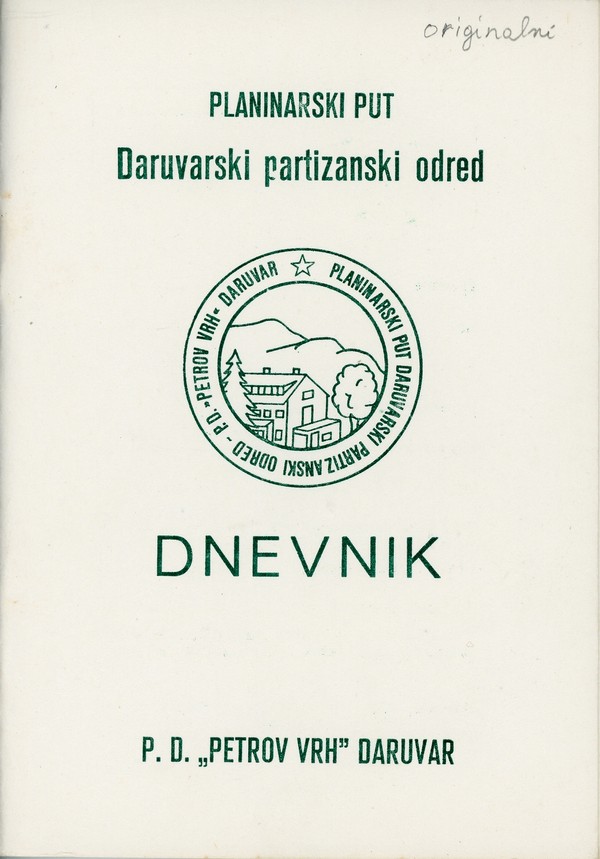 originalni
PLANINARSKI PUT
Daruvarski partizanski odred
PLANINARSKI PUT DARUVARSKI PARTIZANSKI ODRED - P.D. „PETROV VRH“ DARUVAR
DNEVNIK
P. D. „PETROV VRH” DARUVAR